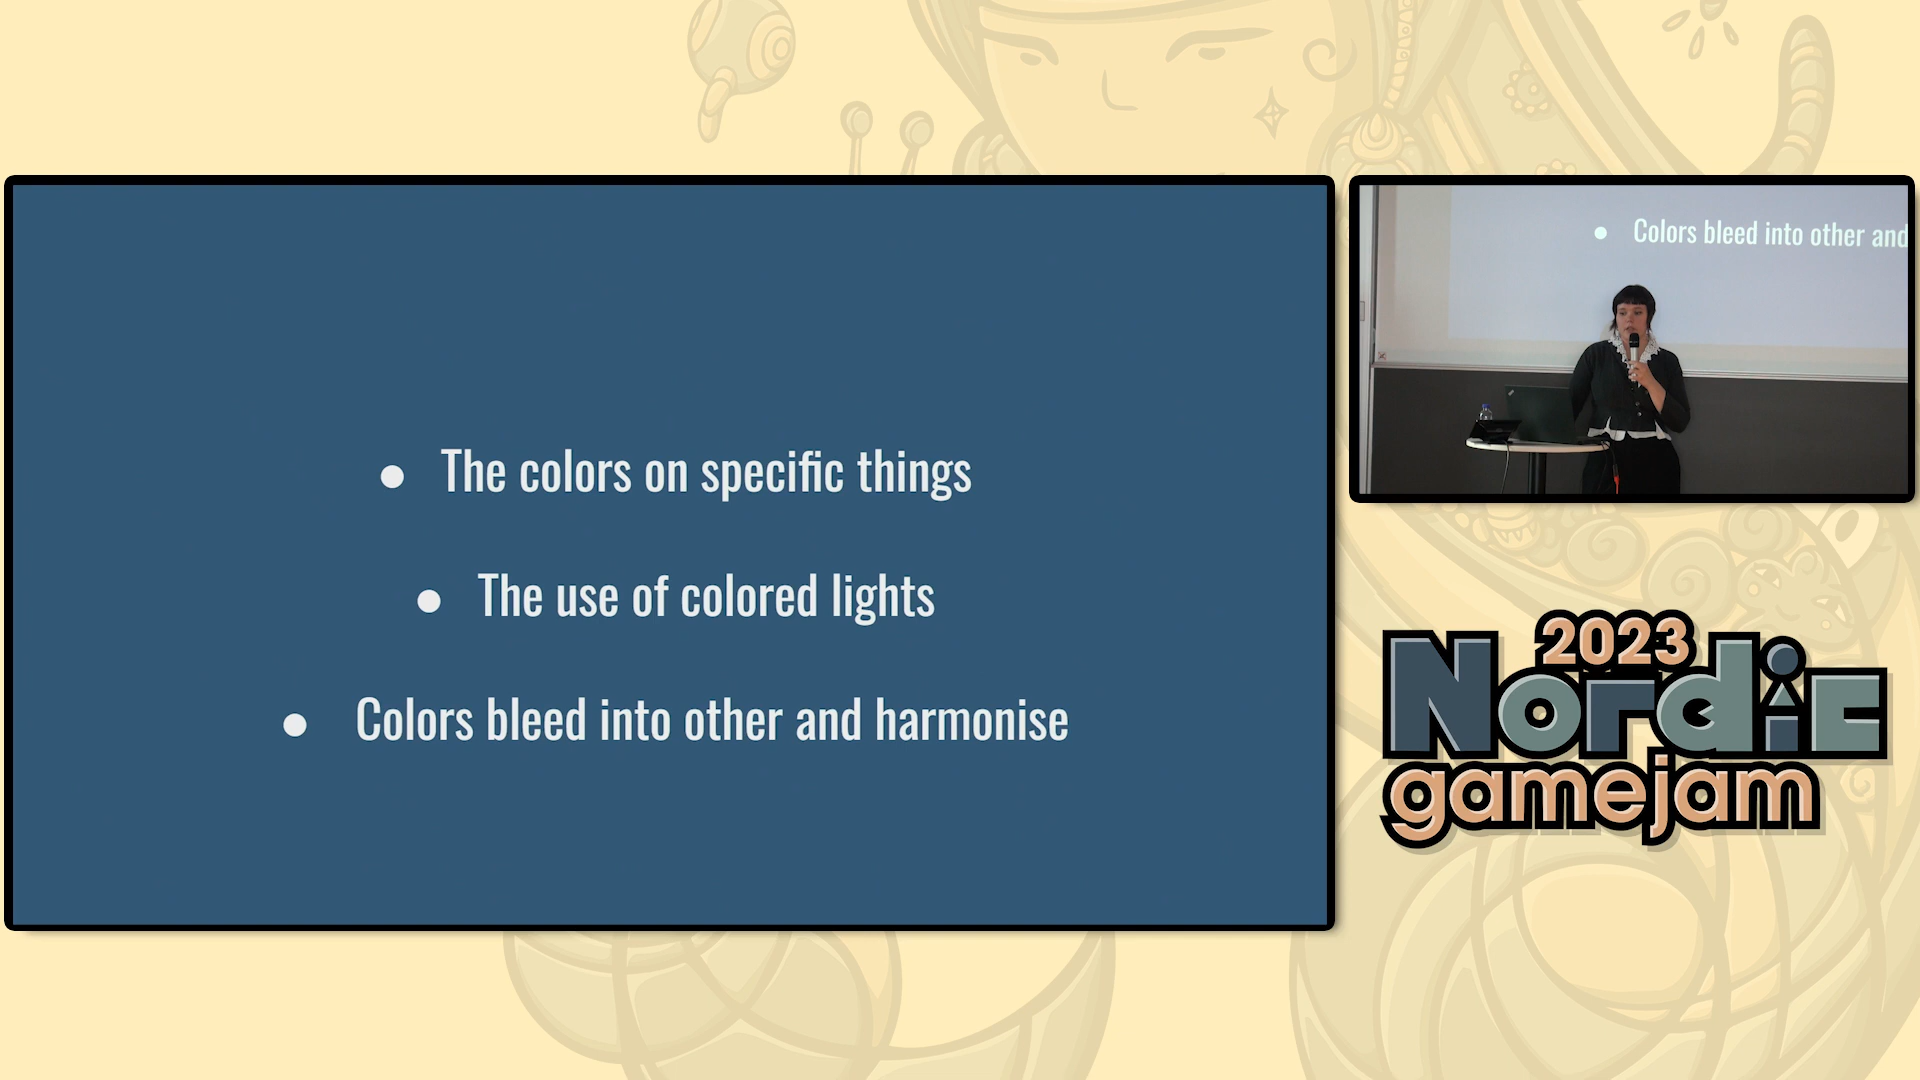 • The colors on specific things
• The use of colored lights
• Colors bleed into other and harmonise
• Colors bleed into other and
2023
Nordic
gamejam